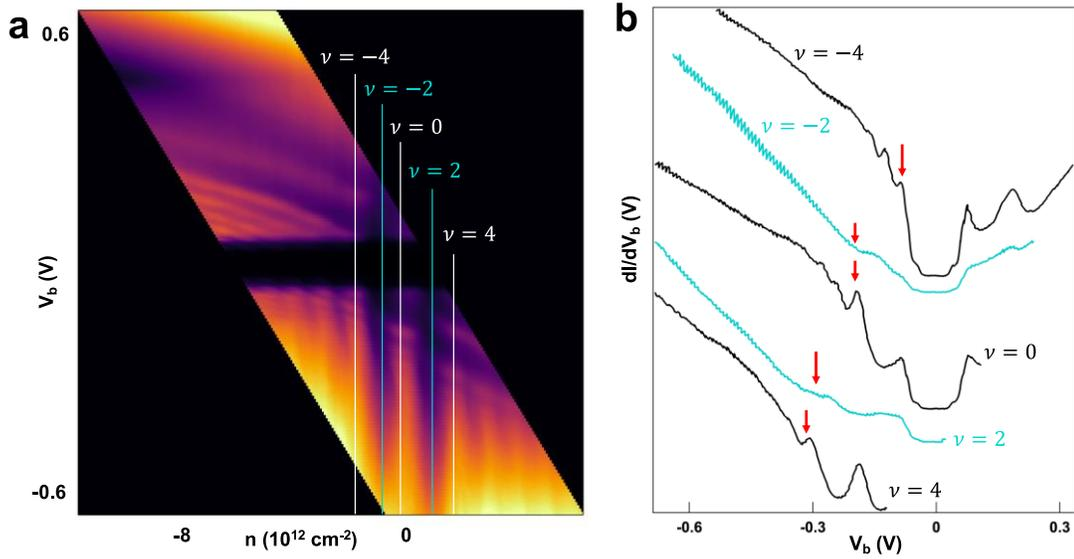 a
0.6
ν = −4
ν = −2
ν = 0
ν = 2
ν = 4
V_b (V)
-0.6
-8
n (10^12 cm^-2)
0
b
ν = −4
ν = −2
ν = 0
ν = 2
ν = 4
dI/dV_b (V)
-0.6
-0.3
0
0.3
V_b (V)